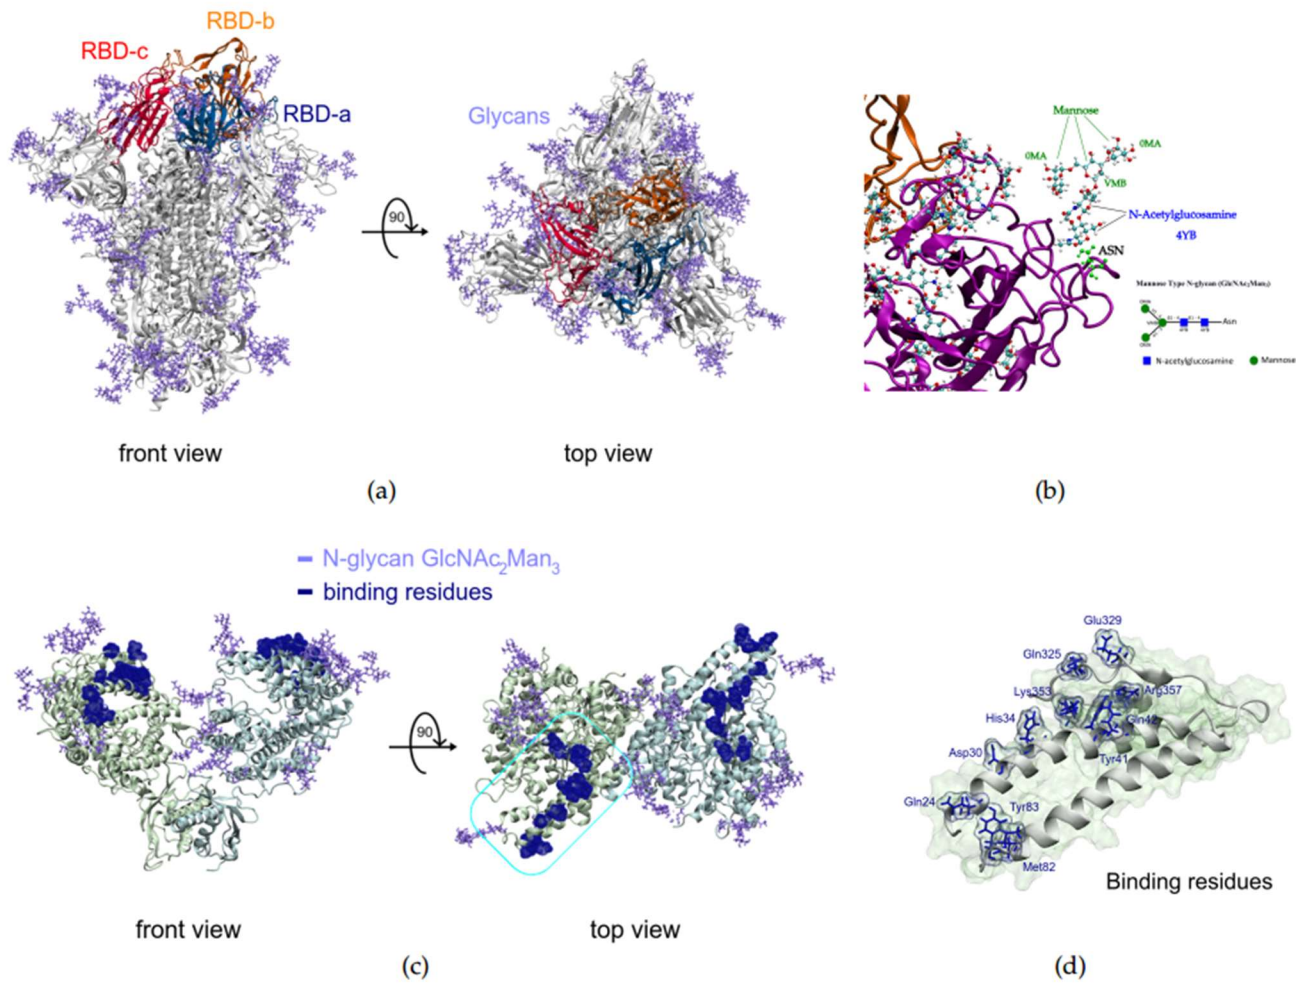 RBD-b
RBD-c
RBD-a
Glycans
90
front view
top view
(a)
Mannose
0MA
0MA
VMB
N-Acetylglucosamine
4YB
ASN
Mannose Type N-glycan (GlcNAc2Man3)
Asn
N-acetylglucosamine
Mannose
(b)
N-glycan GlcNAc2Man3
binding residues
90
front view
top view
(c)
Glu329
Gln325
Lys353
Arg357
His34
Gln42
Asp30
Tyr41
Gln24
Tyr83
Met82
Binding residues
(d)